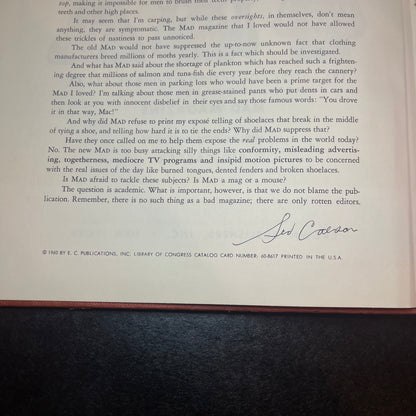 sup, making it impossible for men to brush their teeth
teeth and other high places.
It may seem that I'm carping, but while these oversights, in themselves, don't mean
anything, they are symptomatic. The MAD magazine that I loved would not have allowed
these trickles of nastiness to pass unnoticed.
The old MAD would not have suppressed the up-to-now unknown fact that clothing
manufacturers breed millions of moths yearly. This is a fact which should be investigated.
And what has MAD said about the shortage of plankton which has reached such a frighten-
ing degree that millions of salmon and tuna-fish die every year before they reach the cannery?
Also, what about those men in parking lots who would have been a prime target for the
MAD I loved? I'm talking about those men in grease-stained pants who put dents in cars and
then look at you with innocent disbelief in their eyes and say those famous words: "You drove
it in that way, Mac!"
And why did MAD refuse to print my exposé telling of shoelaces that break in the middle
of tying a shoe, and telling how hard it is to tie the ends? Why did MAD suppress that?
Have they once called on me to help them expose the real problems in the world today?
No. The new MAD is too busy attacking silly things like conformity, misleading advertis-
ing, togetherness, mediocre TV programs and insipid motion pictures to be concerned
with the real issues of the day like burned tongues, dented fenders and broken shoelaces.
Is MAD afraid to tackle these subjects? Is MAD a mag or a mouse?
The question is academic. What is important, however, is that we do not blame the pub-
lication. Remember, there is no such thing as a bad magazine; there are only rotten editors.
Sid Caesar
© 1960 BY E. C. PUBLICATIONS, INC. LIBRARY OF CONGRESS CATALOG CARD NUMBER: 60-8617 PRINTED IN THE U.S.A.